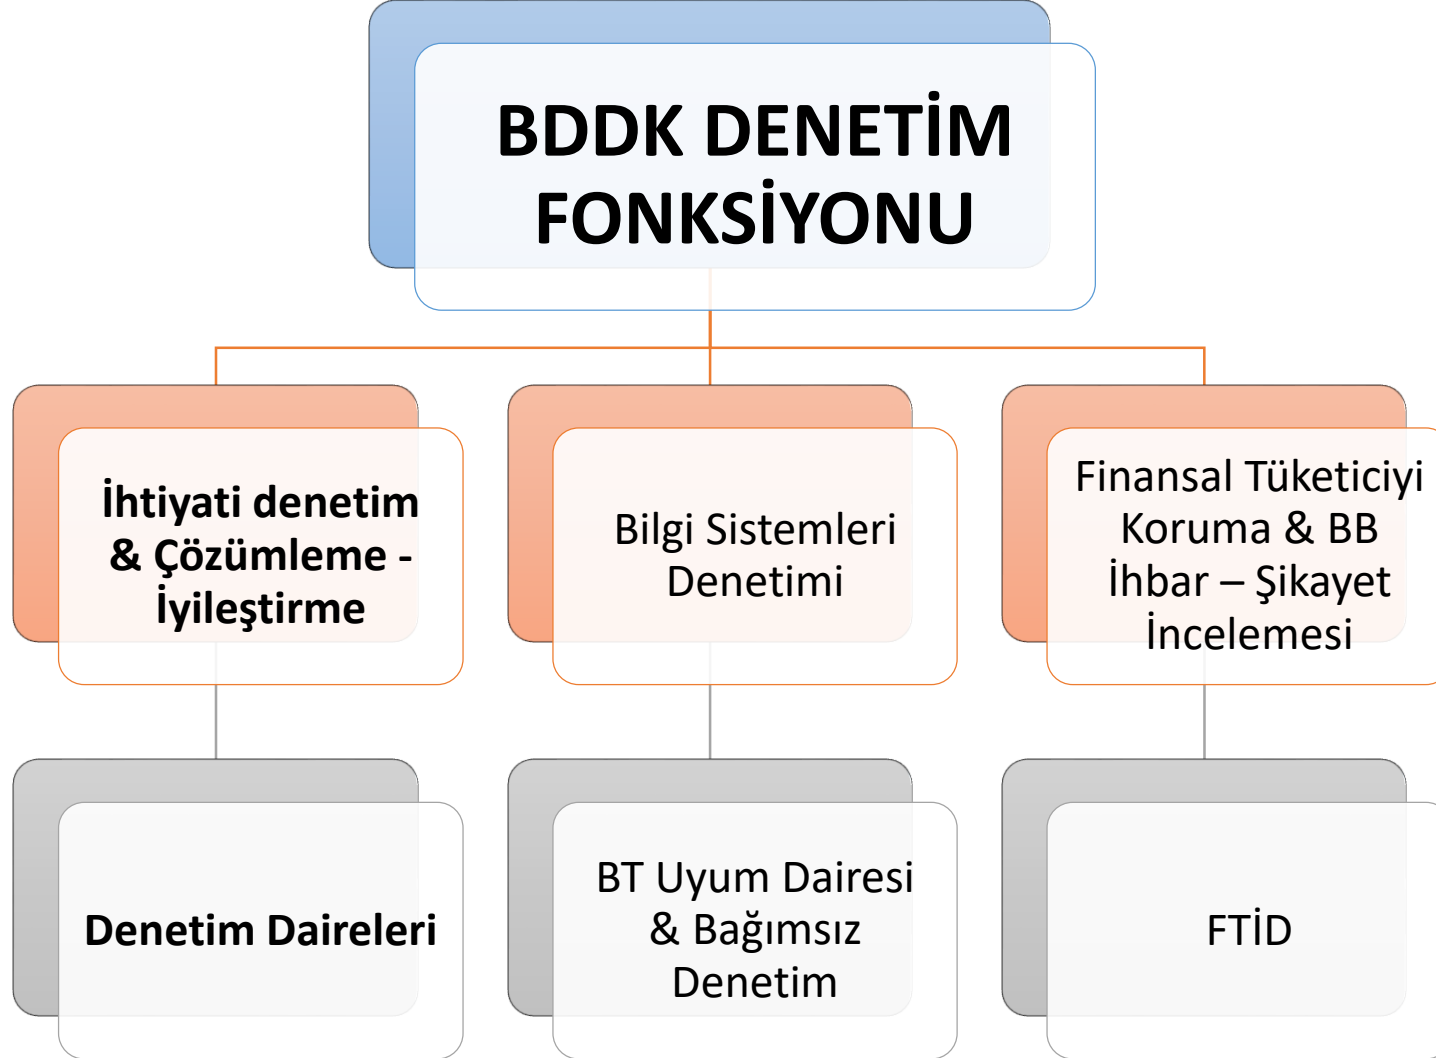 BDDK DENETİM
FONKSİYONU
İhtiyati denetim
& Çözümleme -
İyileştirme
Bilgi Sistemleri
Denetimi
Finansal Tüketiciyi
Koruma & BB
İhbar – Şikayet
İncelemesi
Denetim Daireleri
BT Uyum Dairesi
& Bağımsız
Denetim
FTİD